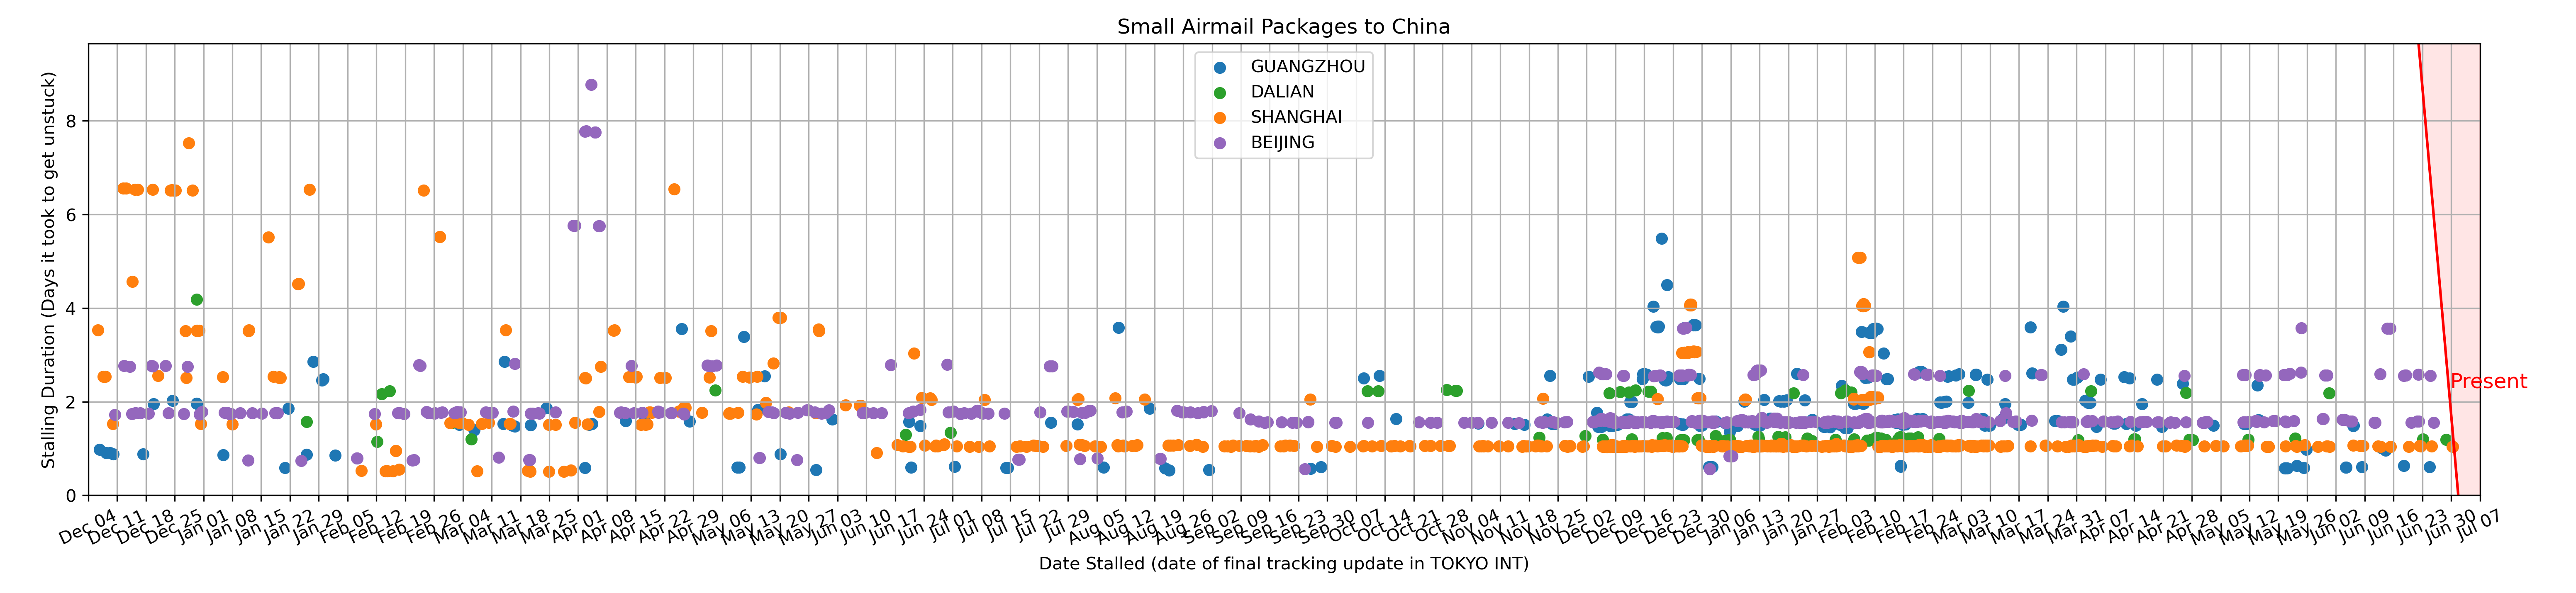 Small Airmail Packages to China
GUANGZHOU
DALIAN
SHANGHAI
BEIJING
Stalling Duration (Days it took to get unstuck)
8
6
4
2
0
Present
Dec 04
Dec 11
Dec 18
Dec 25
Jan 01
Jan 08
Jan 15
Jan 22
Jan 29
Feb 05
Feb 12
Feb 19
Feb 26
Mar 04
Mar 11
Mar 18
Mar 25
Apr 01
Apr 08
Apr 15
Apr 22
Apr 29
May 06
May 13
May 20
May 27
Jun 03
Jun 10
Jun 17
Jun 24
Jul 01
Jul 08
Jul 15
Jul 22
Jul 29
Aug 05
Aug 12
Aug 19
Aug 26
Sep 02
Sep 09
Sep 16
Sep 23
Sep 30
Oct 07
Oct 14
Oct 21
Oct 28
Nov 04
Nov 11
Nov 18
Nov 25
Dec 02
Dec 09
Dec 16
Dec 23
Dec 30
Jan 06
Jan 13
Jan 20
Jan 27
Feb 03
Feb 10
Feb 17
Feb 24
Mar 03
Mar 10
Mar 17
Mar 24
Mar 31
Apr 07
Apr 14
Apr 21
Apr 28
May 05
May 12
May 19
May 26
Jun 02
Jun 09
Jun 16
Jun 23
Jun 30
Jul 07
Date Stalled (date of final tracking update in TOKYO INT)